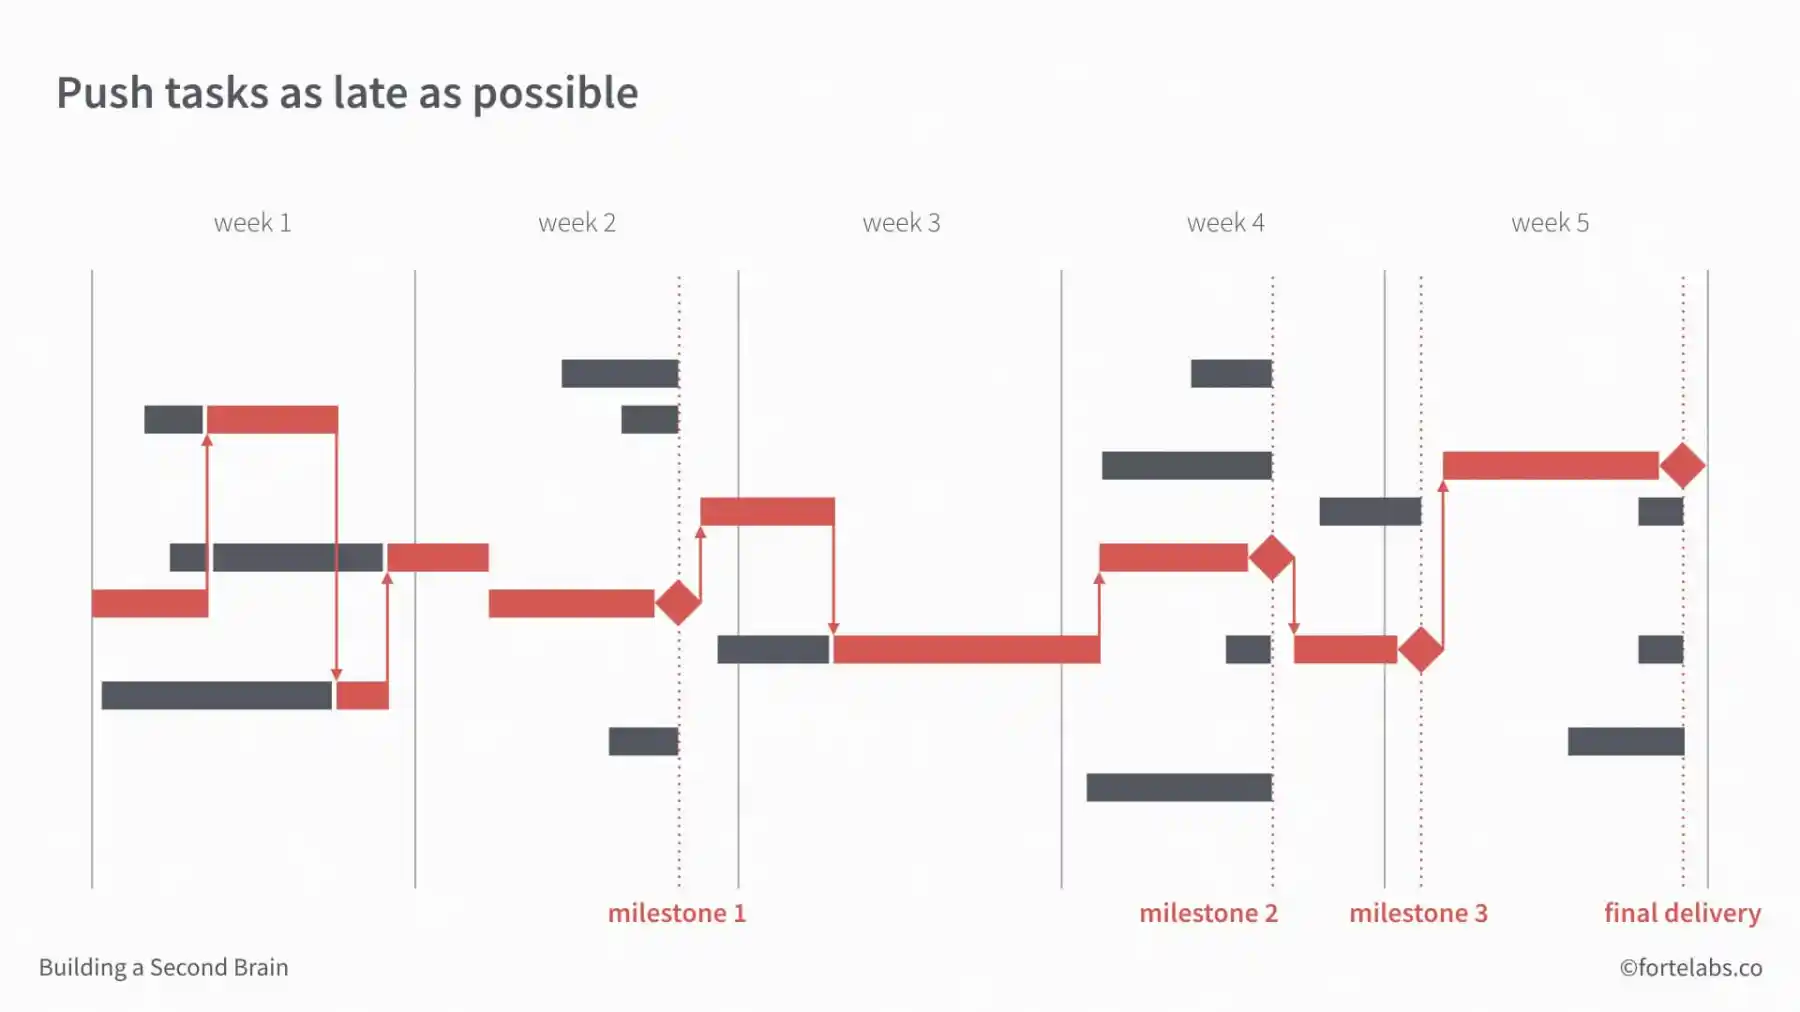 Push tasks as late as possible
week 1
week 2
week 3
week 4
week 5
milestone 1
milestone 2
milestone 3
final delivery
Building a Second Brain
©fortelabs.co